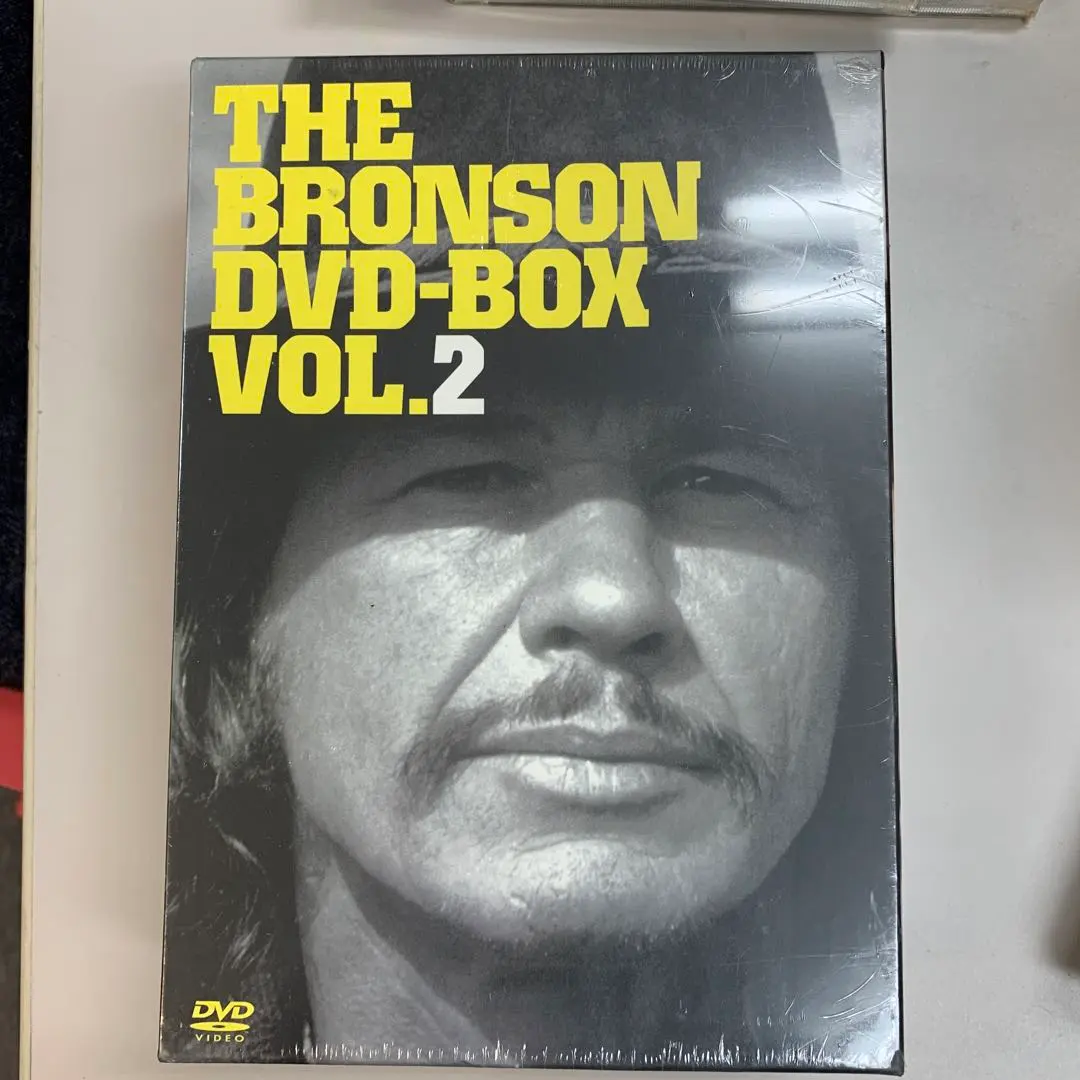 THE
BRONSON
DVD-BOX
VOL.2
DVD
VIDEO